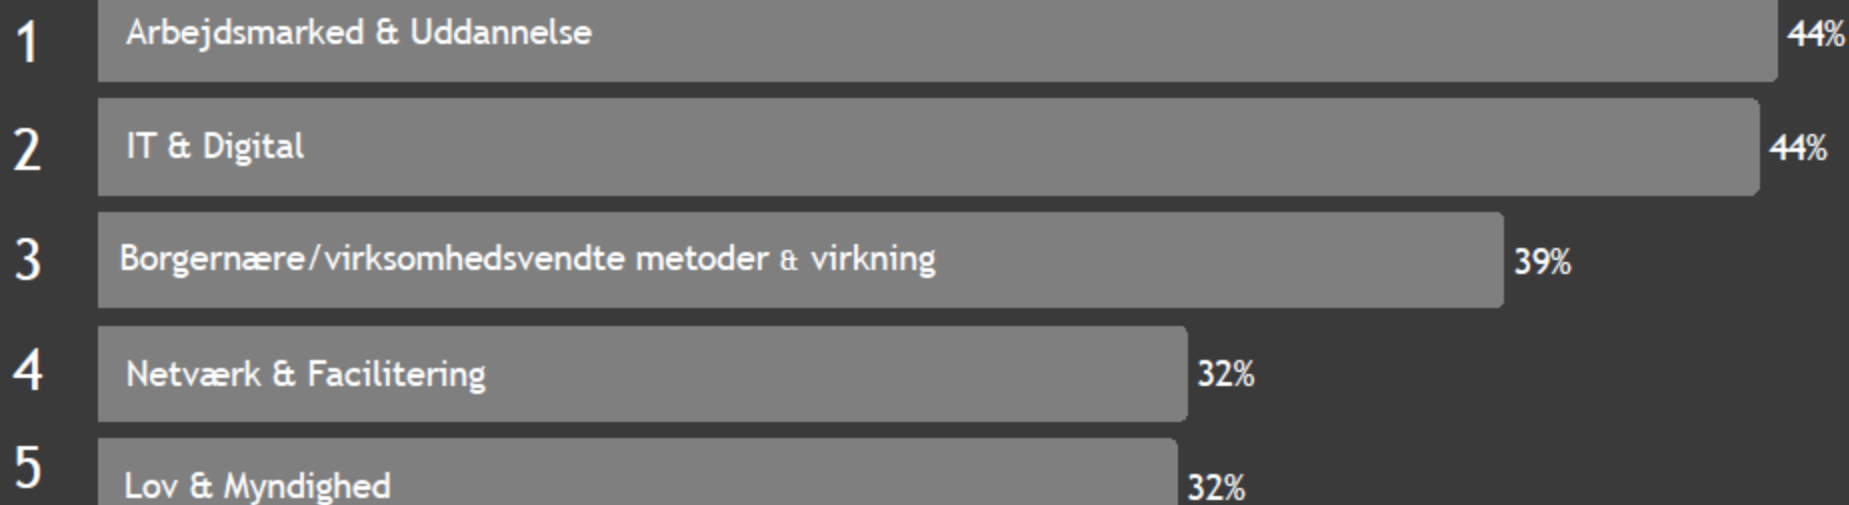 1 Arbejdsmarked & Uddannelse 44%
2 IT & Digital 44%
3 Borgernære/virksomhedsvendte metoder & virkning 39%
4 Netværk & Facilitering 32%
5 Lov & Myndighed 32%